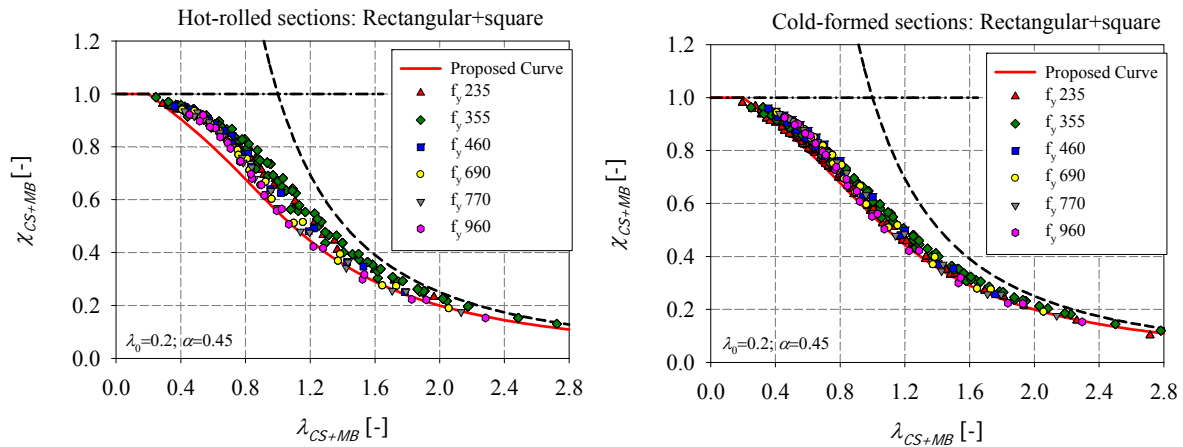 Hot-rolled sections: Rectangular+square
1.2
1.0
0.8
0.6
0.4
0.2
0.0
χCS+MB [-]
Proposed Curve
fy 235
fy 355
fy 460
fy 690
fy 770
fy 960
λ0=0.2; α=0.45
0.0 0.4 0.8 1.2 1.6 2.0 2.4 2.8
λCS+MB [-]
Cold-formed sections: Rectangular+square
1.2
1.0
0.8
0.6
0.4
0.2
0.0
χCS+MB [-]
Proposed Curve
fy 235
fy 355
fy 460
fy 690
fy 770
fy 960
λ0=0.2; α=0.45
0.0 0.4 0.8 1.2 1.6 2.0 2.4 2.8
λCS+MB [-]